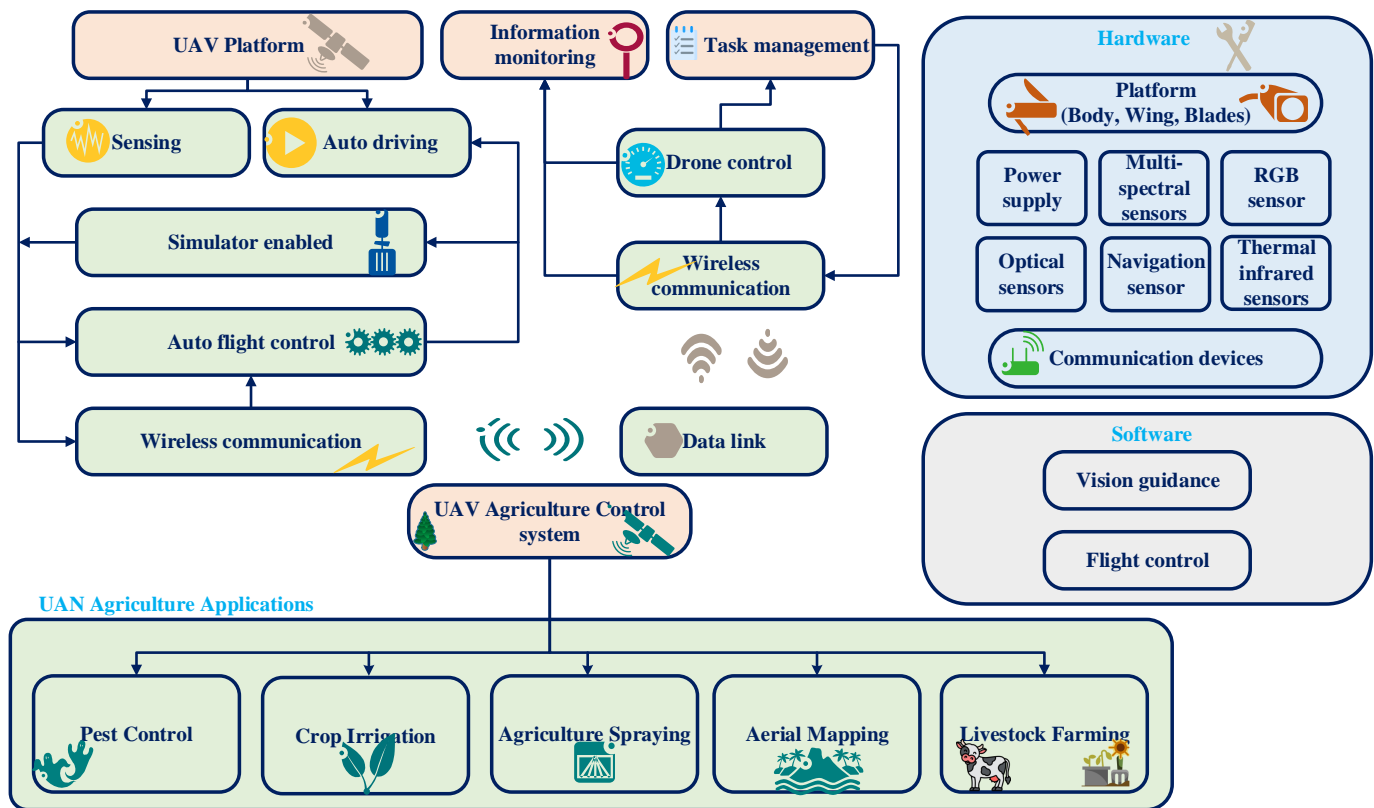 UAV Platform
Information
monitoring
Task management
Sensing
Auto driving
Drone control
Simulator enabled
Wireless
communication
Auto flight control
Wireless communication
Data link
Hardware
Platform
(Body, Wing, Blades)
Power
supply
Multi-
spectral
sensors
RGB
sensor
Optical
sensors
Navigation
sensor
Thermal
infrared
sensors
Communication devices
Software
Vision guidance
Flight control
UAV Agriculture Control
system
UAN Agriculture Applications
Pest Control
Crop Irrigation
Agriculture Spraying
Aerial Mapping
Livestock Farming